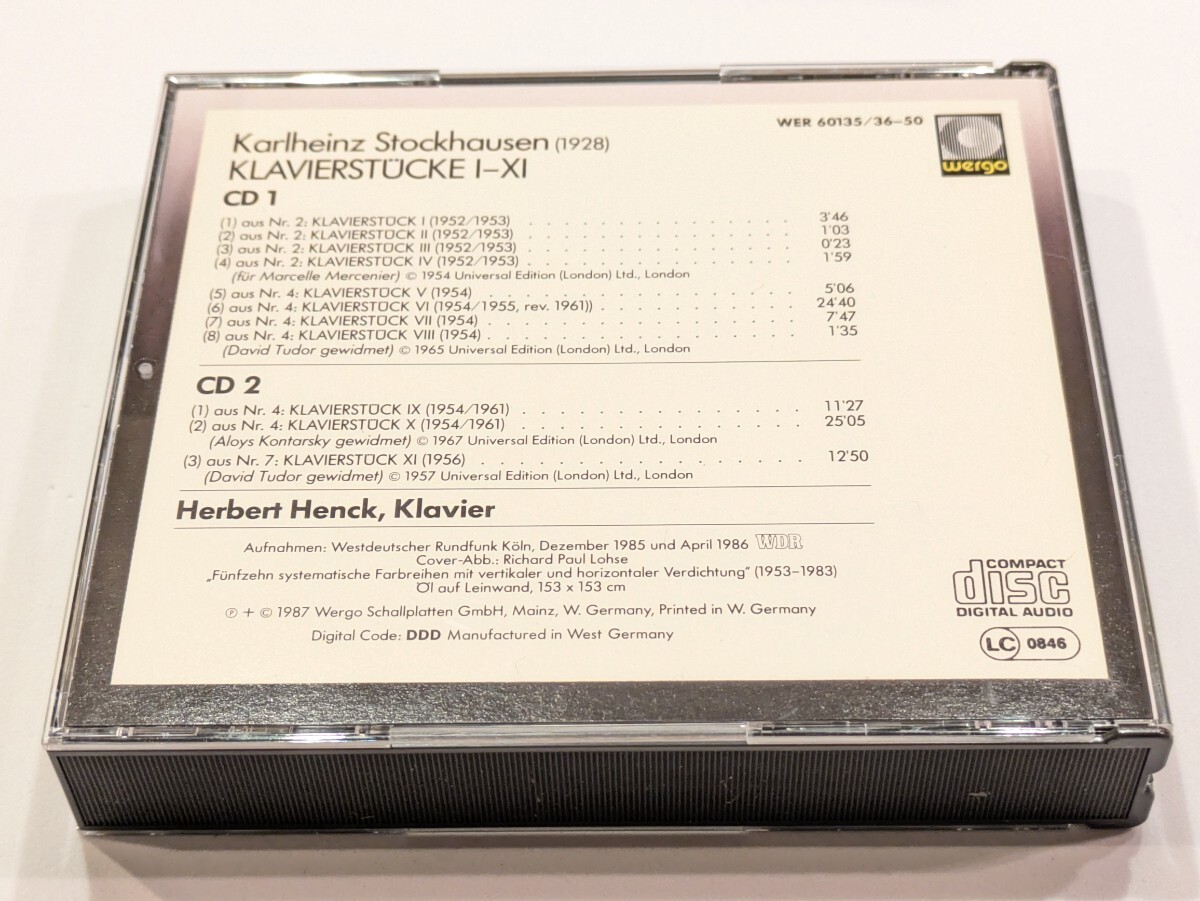 WER 60135/36-50
wergo
Karlheinz Stockhausen (1928)
KLAVIERSTÜCKE I–XI
CD 1
(1) aus Nr. 2: KLAVIERSTÜCK I (1952/1953) . . . . . . . . . . . . . . . . 3'46
(2) aus Nr. 2: KLAVIERSTÜCK II (1952/1953) . . . . . . . . . . . . . . . . 1'03
(3) aus Nr. 2: KLAVIERSTÜCK III (1952/1953) . . . . . . . . . . . . . . . . 0'23
(4) aus Nr. 2: KLAVIERSTÜCK IV (1952/1953) . . . . . . . . . . . . . . . . 1'59
(für Marcelle Mercenier) © 1954 Universal Edition (London) Ltd., London
(5) aus Nr. 4: KLAVIERSTÜCK V (1954) . . . . . . . . . . . . . . . . . . 5'06
(6) aus Nr. 4: KLAVIERSTÜCK VI (1954/1955, rev. 1961)) . . . . . . . . . . . 24'40
(7) aus Nr. 4: KLAVIERSTÜCK VII (1954) . . . . . . . . . . . . . . . . . 7'47
(8) aus Nr. 4: KLAVIERSTÜCK VIII (1954) . . . . . . . . . . . . . . . . . 1'35
(David Tudor gewidmet) © 1965 Universal Edition (London) Ltd., London
CD 2
(1) aus Nr. 4: KLAVIERSTÜCK IX (1954/1961) . . . . . . . . . . . . . . . 11'27
(2) aus Nr. 4: KLAVIERSTÜCK X (1954/1961) . . . . . . . . . . . . . . . 25'05
(Aloys Kontarsky gewidmet) © 1967 Universal Edition (London) Ltd., London
(3) aus Nr. 7: KLAVIERSTÜCK XI (1956) . . . . . . . . . . . . . . . . . 12'50
(David Tudor gewidmet) © 1957 Universal Edition (London) Ltd., London
Herbert Henck, Klavier
Aufnahmen: Westdeutscher Rundfunk Köln, Dezember 1985 und April 1986 WDR
Cover-Abb.: Richard Paul Lohse
„Fünfzehn systematische Farbreihen mit vertikaler und horizontaler Verdichtung" (1953–1983)
Öl auf Leinwand, 153 x 153 cm
℗ + © 1987 Wergo Schallplatten GmbH, Mainz, W. Germany, Printed in W. Germany
Digital Code: DDD Manufactured in West Germany
COMPACT
disc
DIGITAL AUDIO
LC 0846